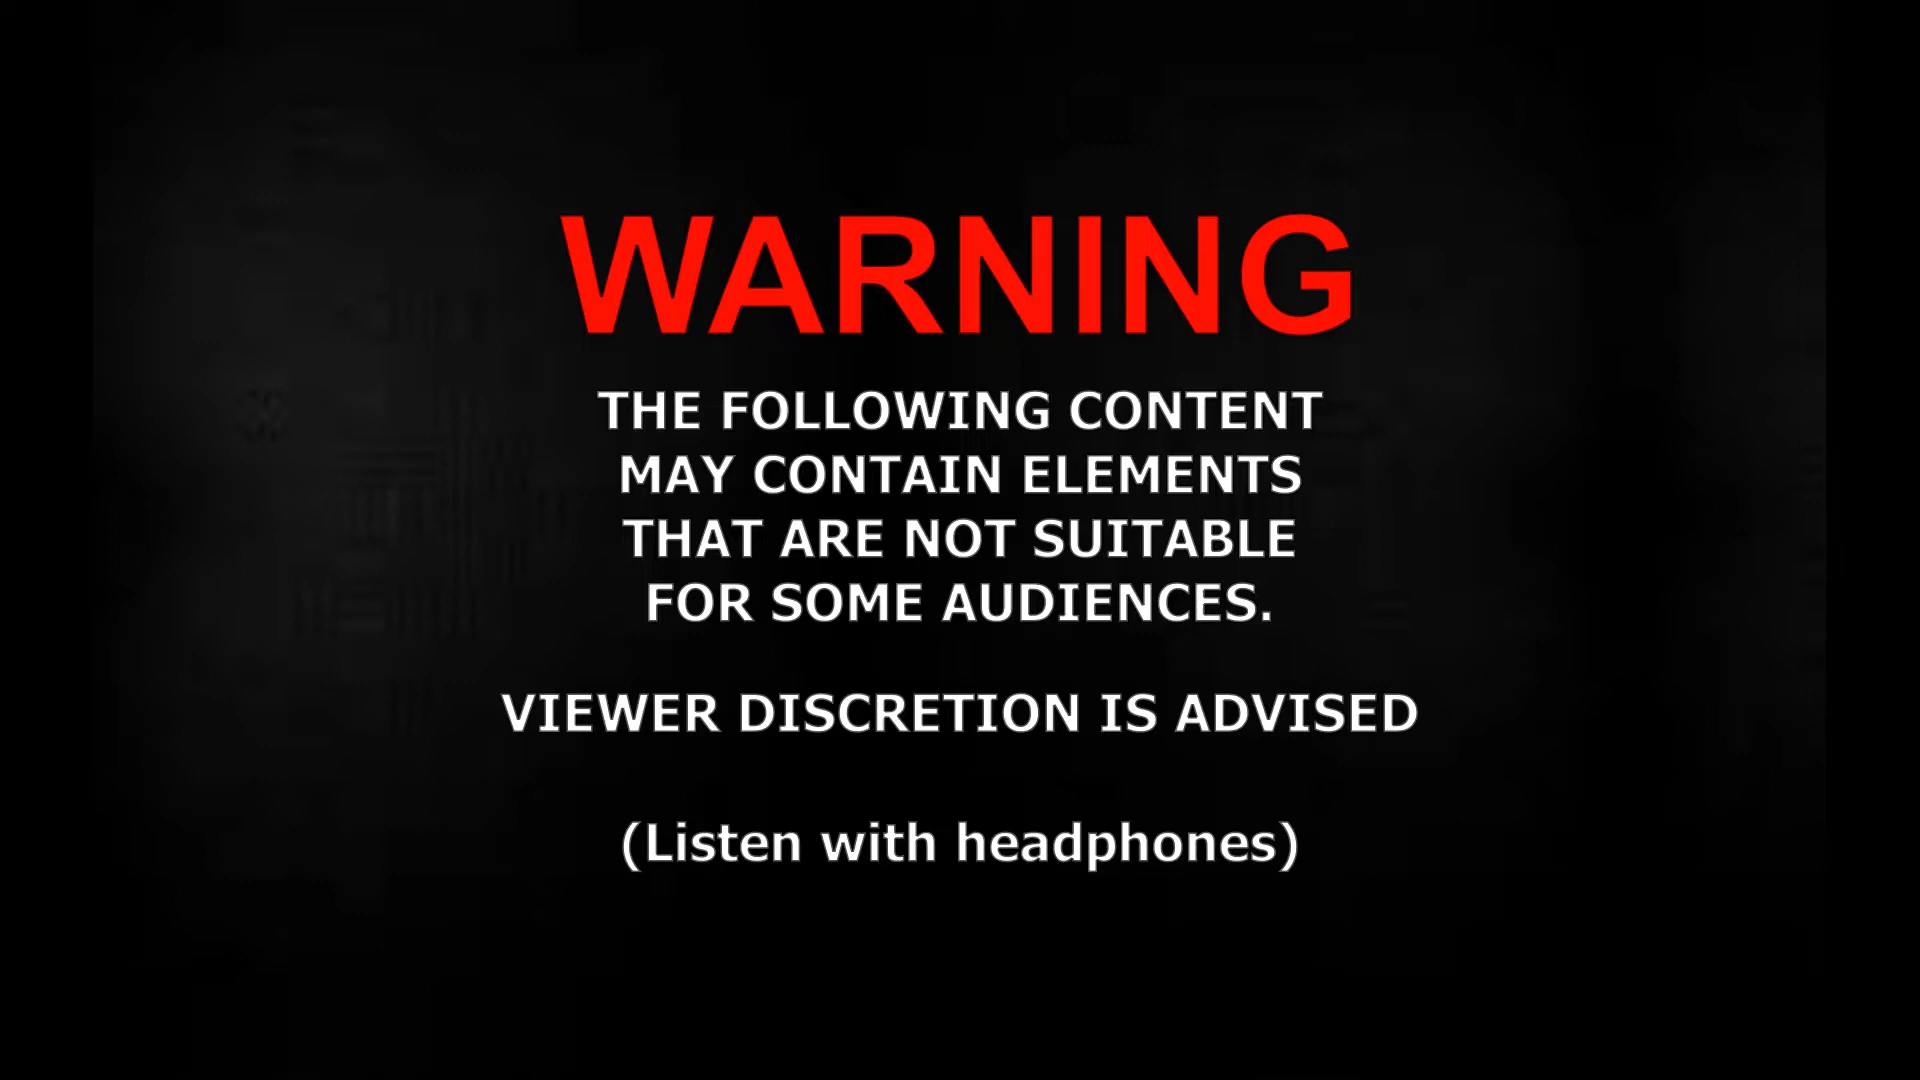 WARNING
THE FOLLOWING CONTENT
MAY CONTAIN ELEMENTS
THAT ARE NOT SUITABLE
FOR SOME AUDIENCES.
VIEWER DISCRETION IS ADVISED
(Listen with headphones)